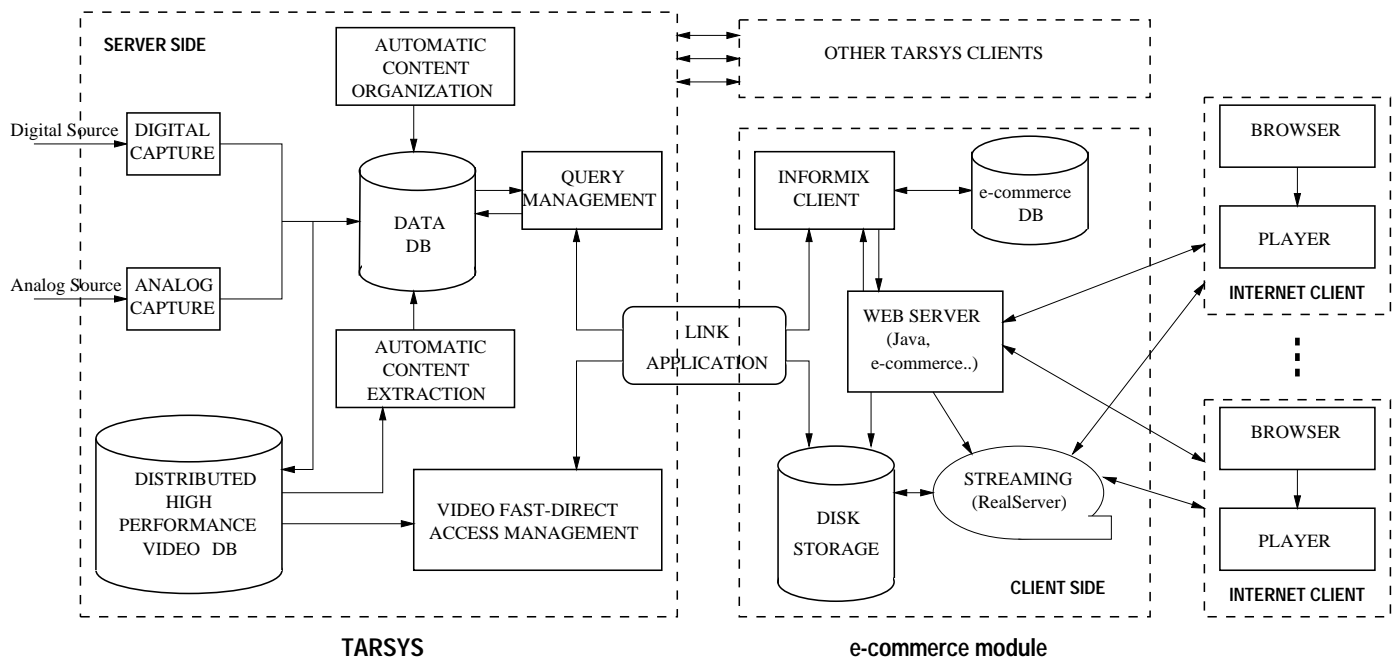 SERVER SIDE
AUTOMATIC
CONTENT
ORGANIZATION
Digital Source
DIGITAL
CAPTURE
DATA
DB
QUERY
MANAGEMENT
Analog Source
ANALOG
CAPTURE
AUTOMATIC
CONTENT
EXTRACTION
LINK
APPLICATION
DISTRIBUTED
HIGH
PERFORMANCE
VIDEO DB
VIDEO FAST-DIRECT
ACCESS MANAGEMENT
TARSYS
OTHER TARSYS CLIENTS
INFORMIX
CLIENT
e-commerce
DB
WEB SERVER
(Java,
e-commerce..)
DISK
STORAGE
STREAMING
(RealServer)
CLIENT SIDE
e-commerce module
BROWSER
PLAYER
INTERNET CLIENT
BROWSER
PLAYER
INTERNET CLIENT